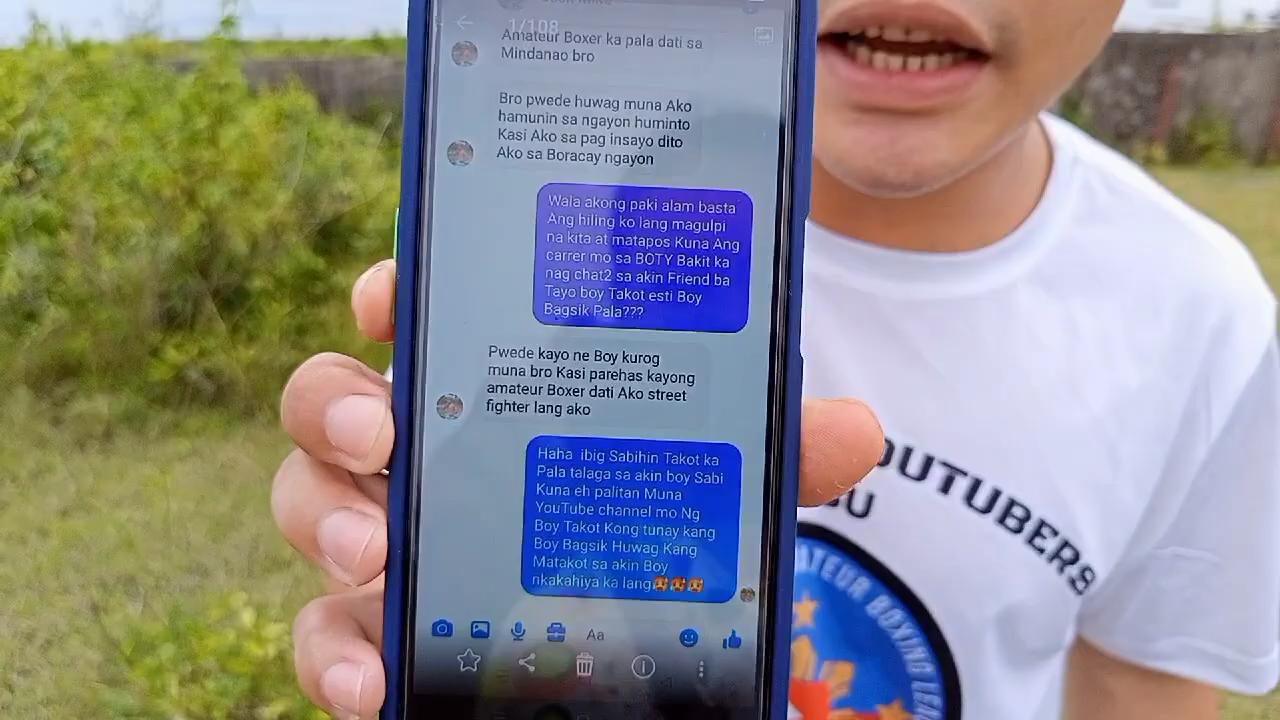 1/108
Amateur Boxer ka pala dati sa
Mindanao bro
Bro pwede huwag muna Ako
hamunin sa ngayon huminto
Kasi Ako sa pag insayo dito
Ako sa Boracay ngayon
Wala akong paki alam basta
Ang hiling ko lang magulpi
na kita at matapos Kuna Ang
carrer mo sa BOTY Bakit ka
nag chat2 sa akin Friend ba
Tayo boy Takot esti Boy
Bagsik Pala???
Pwede kayo ne Boy kurog
muna bro Kasi parehas kayong
amateur Boxer dati Ako street
fighter lang ako
Haha ibig Sabihin Takot ka
Pala talaga sa akin boy Sabi
Kuna eh palitan Muna
YouTube channel mo Ng
Boy Takot Kong tunay kang
Boy Bagsik Huwag Kang
Matakot sa akin Boy
nkakahiya ka lang🥵🥵🥵
Aa
OUTUBERS
BU
ATEUR BOXING